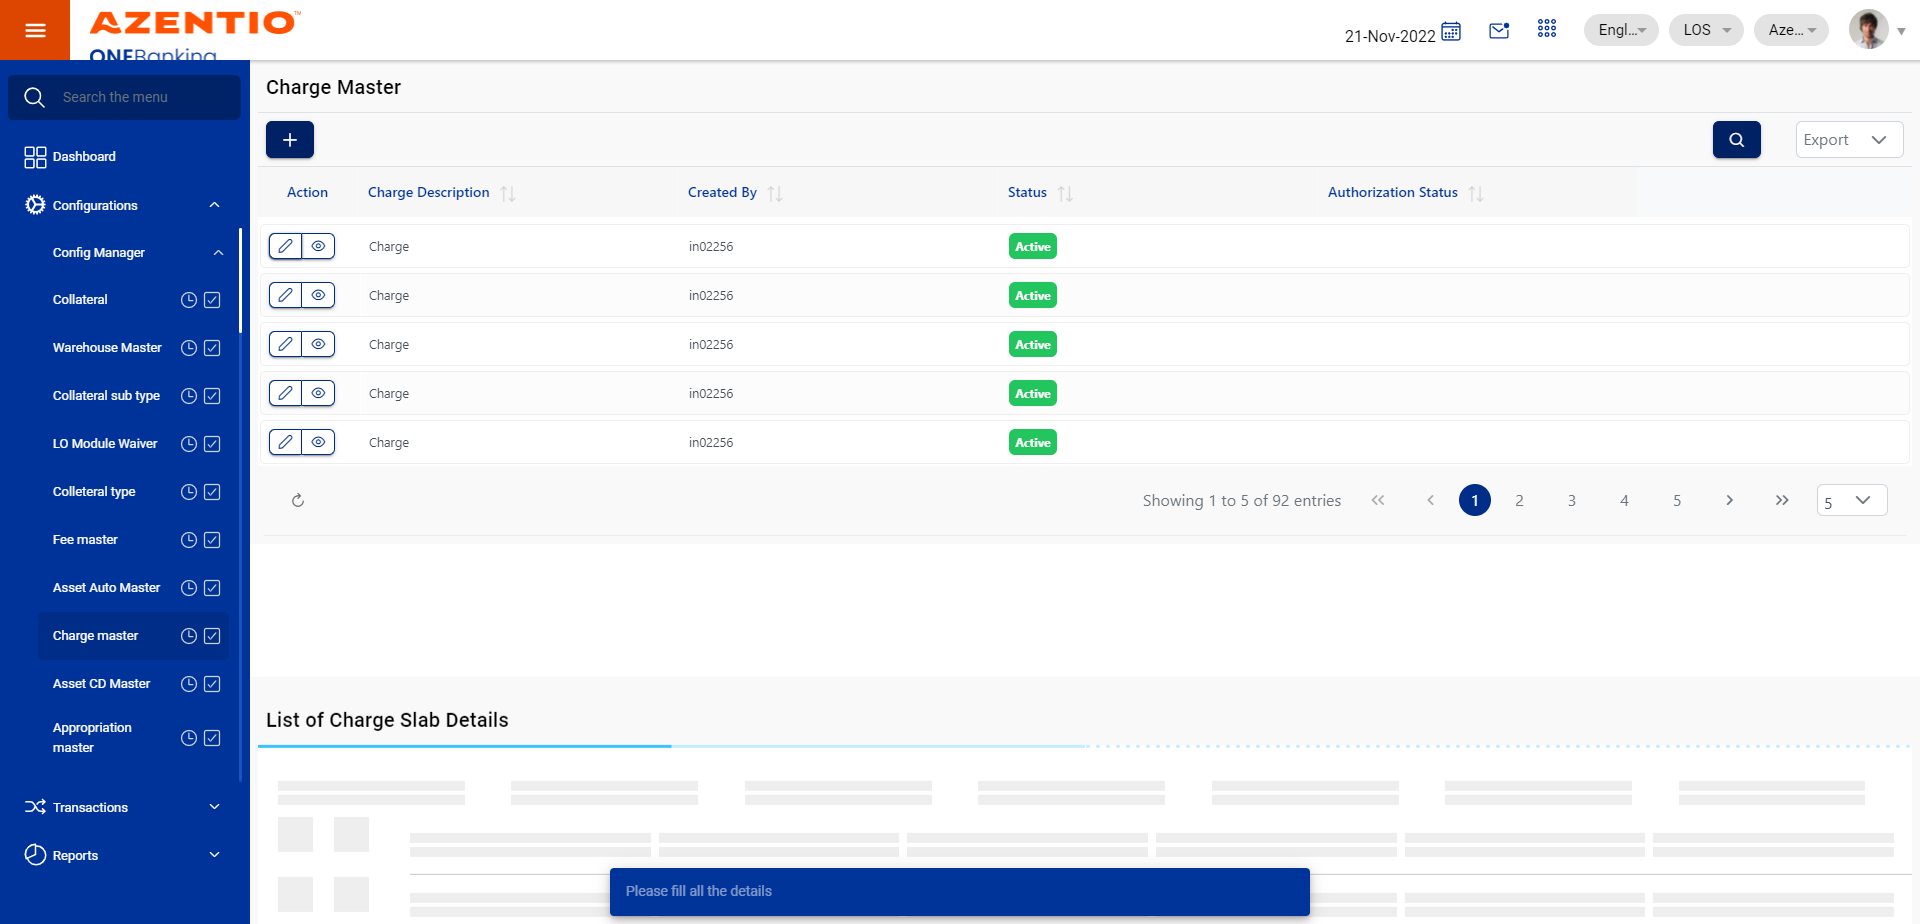 AZENTIO™
ONEBanking
21-Nov-2022
Engl...
LOS
Aze...
Search the menu
Dashboard
Configurations
Config Manager
Collateral
Warehouse Master
Collateral sub type
LO Module Waiver
Colleteral type
Fee master
Asset Auto Master
Charge master
Asset CD Master
Appropriation
master
Transactions
Reports
Charge Master
Export
Action Charge Description Created By Status Authorization Status
Charge in02256 Active
Charge in02256 Active
Charge in02256 Active
Charge in02256 Active
Charge in02256 Active
Showing 1 to 5 of 92 entries 1 2 3 4 5 5
List of Charge Slab Details
Please fill all the details